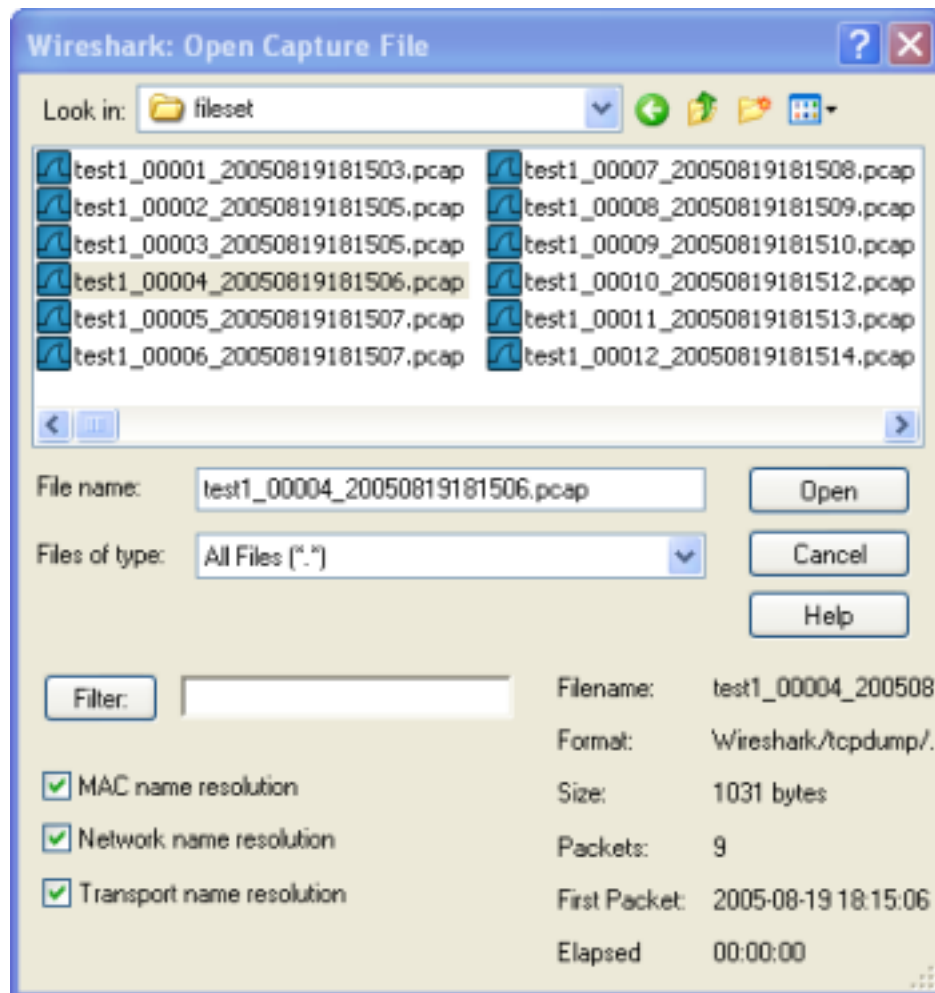 Wireshark: Open Capture File
Look in: fileset
test1_00001_20050819181503.pcap
test1_00002_20050819181505.pcap
test1_00003_20050819181505.pcap
test1_00004_20050819181506.pcap
test1_00005_20050819181507.pcap
test1_00006_20050819181507.pcap
test1_00007_20050819181508.pcap
test1_00008_20050819181509.pcap
test1_00009_20050819181510.pcap
test1_00010_20050819181512.pcap
test1_00011_20050819181513.pcap
test1_00012_20050819181514.pcap
File name: test1_00004_20050819181506.pcap Open
Files of type: All Files (*.*) Cancel
Help
Filter:
MAC name resolution
Network name resolution
Transport name resolution
Filename: test1_00004_200508
Format: Wireshark/tcpdump/.
Size: 1031 bytes
Packets: 9
First Packet: 2005-08-19 18:15:06
Elapsed 00:00:00